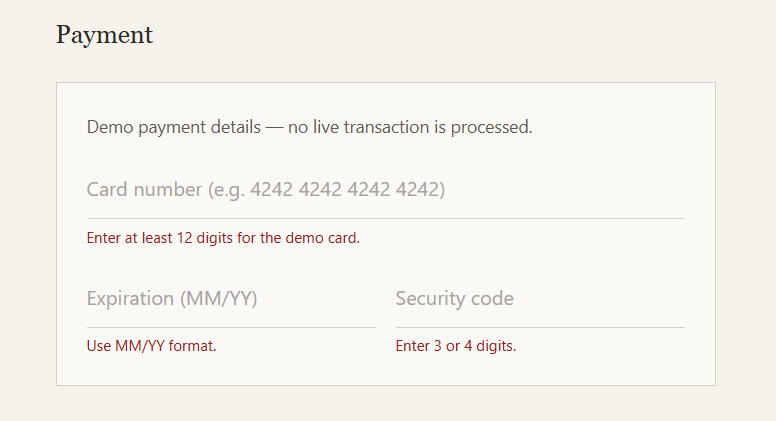 Payment
Demo payment details — no live transaction is processed.
Card number (e.g. 4242 4242 4242 4242)
Enter at least 12 digits for the demo card.
Expiration (MM/YY)
Security code
Use MM/YY format.
Enter 3 or 4 digits.